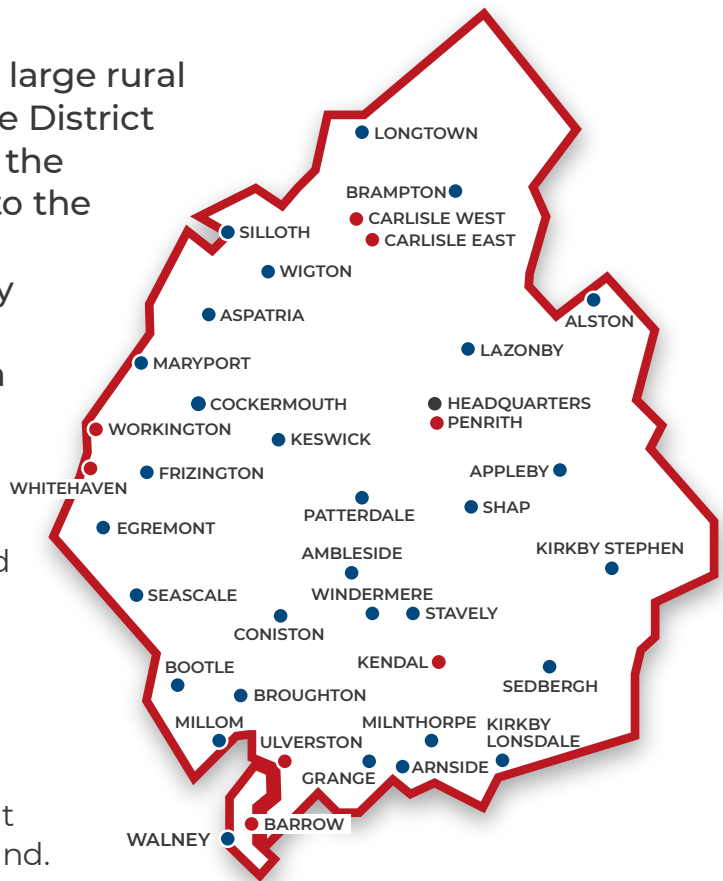 large rural
e District
the
to the
y
LONGTOWN
BRAMPTON
CARLISLE WEST
CARLISLE EAST
SILLOTH
WIGTON
ASPATRIA
ALSTON
LAZONBY
MARYPORT
COCKERMOUTH
HEADQUARTERS
PENRITH
WORKINGTON
KESWICK
FRIZINGTON
APPLEBY
WHITEHAVEN
PATTERDALE
SHAP
EGREMONT
AMBLESIDE
KIRKBY STEPHEN
d
WINDERMERE
SEASCALE
STAVELY
CONISTON
KENDAL
BOOTLE
SEDBERGH
BROUGHTON
MILLOM
MILNTHORPE
KIRKBY
LONSDALE
ULVERSTON
GRANGE
ARNSIDE
t
BARROW
WALNEY
nd.